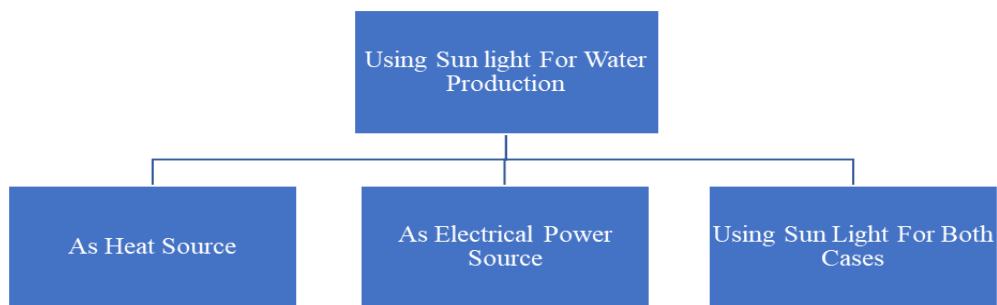 Using Sun light For Water
Production
As Heat Source
As Electrical Power
Source
Using Sun Light For Both
Cases